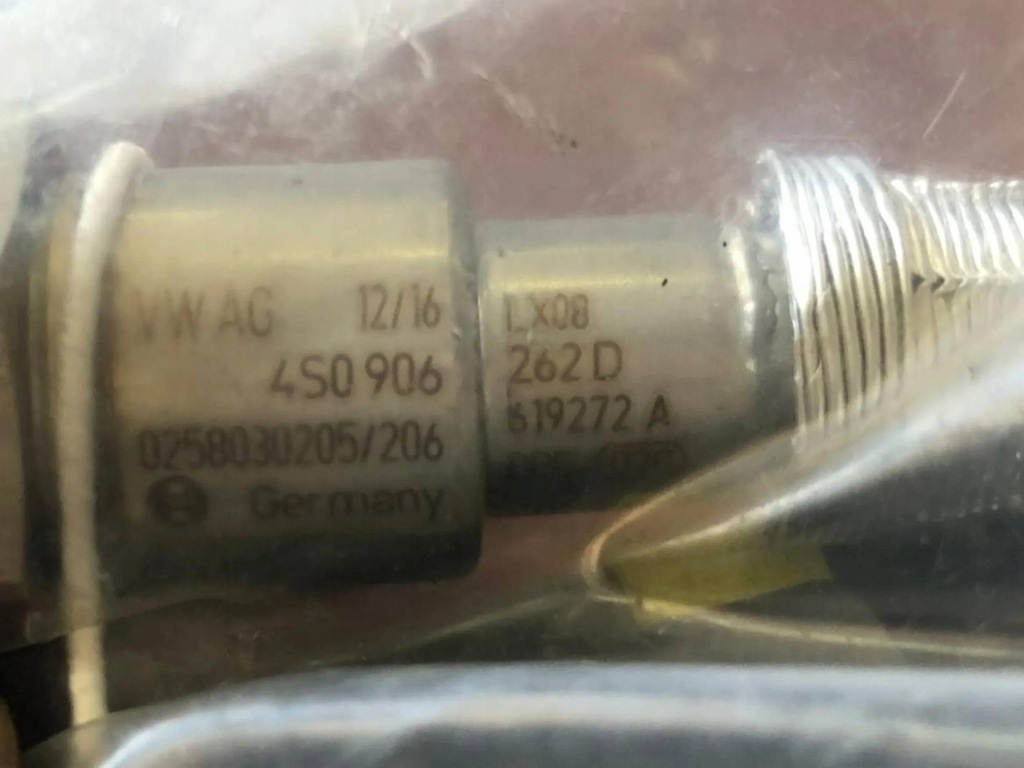 VW AG 12/16
4S0 906
0258030205/206
Germany
LX08
262 D
619272 A